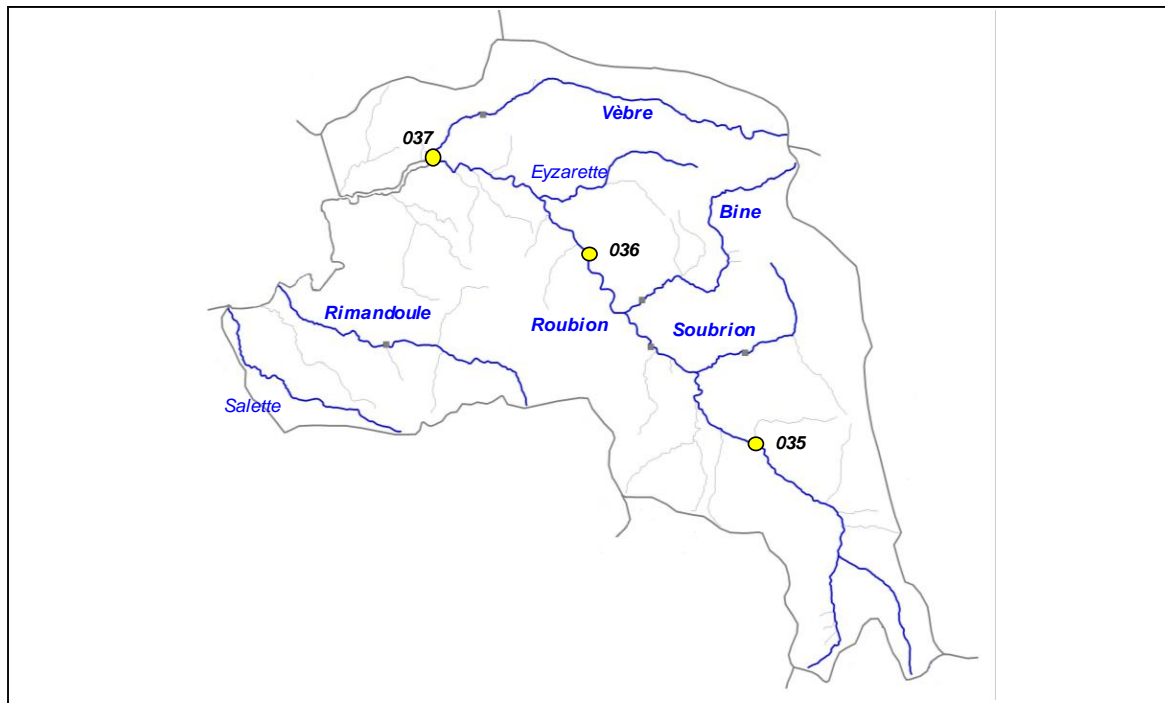 Vèbre
037
Eyzarette
Bine
036
Rimandoule
Roubion
Soubrion
Salette
035